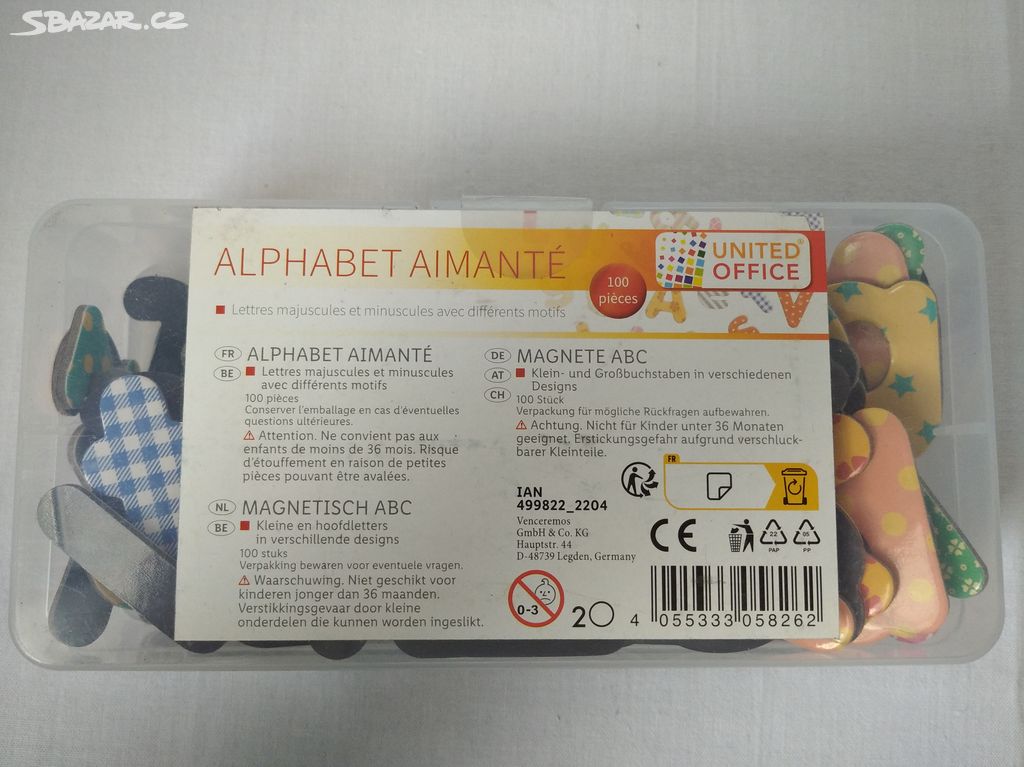 SBAZAR.CZ
ALPHABET AIMANTÉ
100
pièces
UNITED
OFFICE®
Lettres majuscules et minuscules avec différents motifs
FR ALPHABET AIMANTÉ
BE Lettres majuscules et minuscules
avec différents motifs
100 pièces
Conserver l'emballage en cas d'éventuelles
questions ultérieures.
Attention. Ne convient pas aux
enfants de moins de 36 mois. Risque
d'étouffement en raison de petites
pièces pouvant être avalées.
NL MAGNETISCH ABC
BE Kleine en hoofdletters
in verschillende designs
100 stuks
Verpakking bewaren voor eventuele vragen.
Waarschuwing. Niet geschikt voor
kinderen jonger dan 36 maanden.
Verstikkingsgevaar door kleine
onderdelen die kunnen worden ingeslikt.
DE MAGNETE ABC
AT Klein- und Großbuchstaben in verschiedenen
Designs
CH 100 Stück
Verpackung für mögliche Rückfragen aufbewahren.
Achtung. Nicht für Kinder unter 36 Monaten
geeignet. Erstickungsgefahr aufgrund verschluck-
barer Kleinteile.
FR
IAN
499822_2204
Venceremos
GmbH & Co. KG
Hauptstr. 44
D-48739 Legden, Germany
CE
22
PAP
05
PP
0-3
2
4 055333 058262